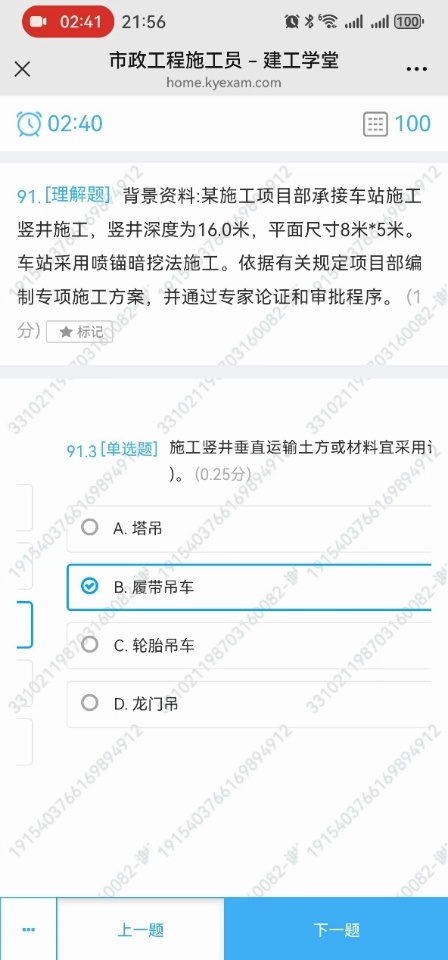 02:41 21:56 100
市政工程施工员 - 建工学堂
home.kyexam.com
02:40 100
91.[理解题] 背景资料:某施工项目部承接车站施工
竖井施工，竖井深度为16.0米，平面尺寸8米*5米。
车站采用喷锚暗挖法施工。依据有关规定项目部编
制专项施工方案，并通过专家论证和审批程序。(1
分) ★ 标记
91.3 [单选题] 施工竖井垂直运输土方或材料宜采用
)。(0.25分)
A. 塔吊
B. 履带吊车
C. 轮胎吊车
D. 龙门吊
上一题 下一题